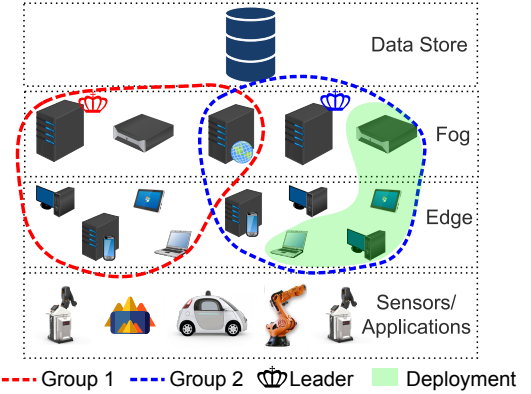 Data Store
Fog
Edge
Sensors/
Applications
Group 1
Group 2
Leader
Deployment